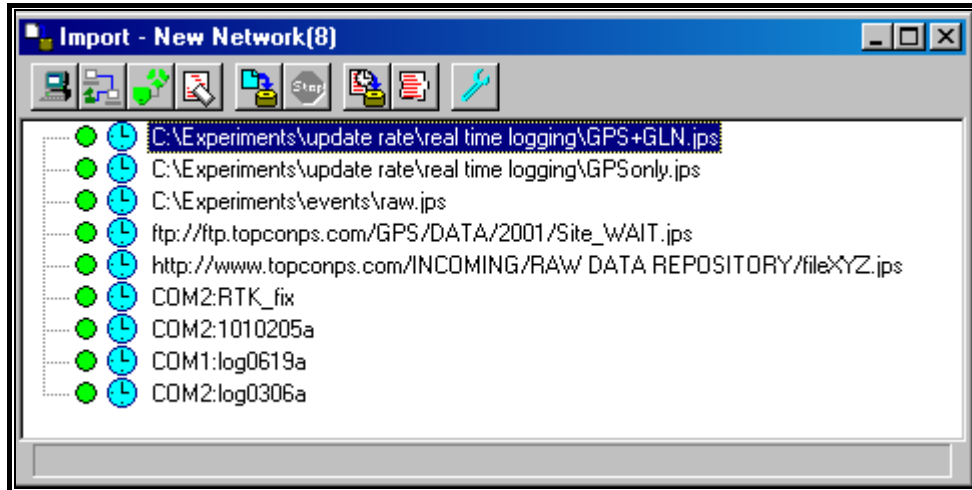 Import - New Network(8)
Stop
C:\Experiments\update rate\real time logging\GPS+GLN.jps
C:\Experiments\update rate\real time logging\GPSonly.jps
C:\Experiments\events\raw.jps
ftp://ftp.topconps.com/GPS/DATA/2001/Site_WAIT.jps
http://www.topconps.com/INCOMING/RAW DATA REPOSITORY/fileXYZ.jps
COM2:RTK_fix
COM2:1010205a
COM1:log0619a
COM2:log0306a